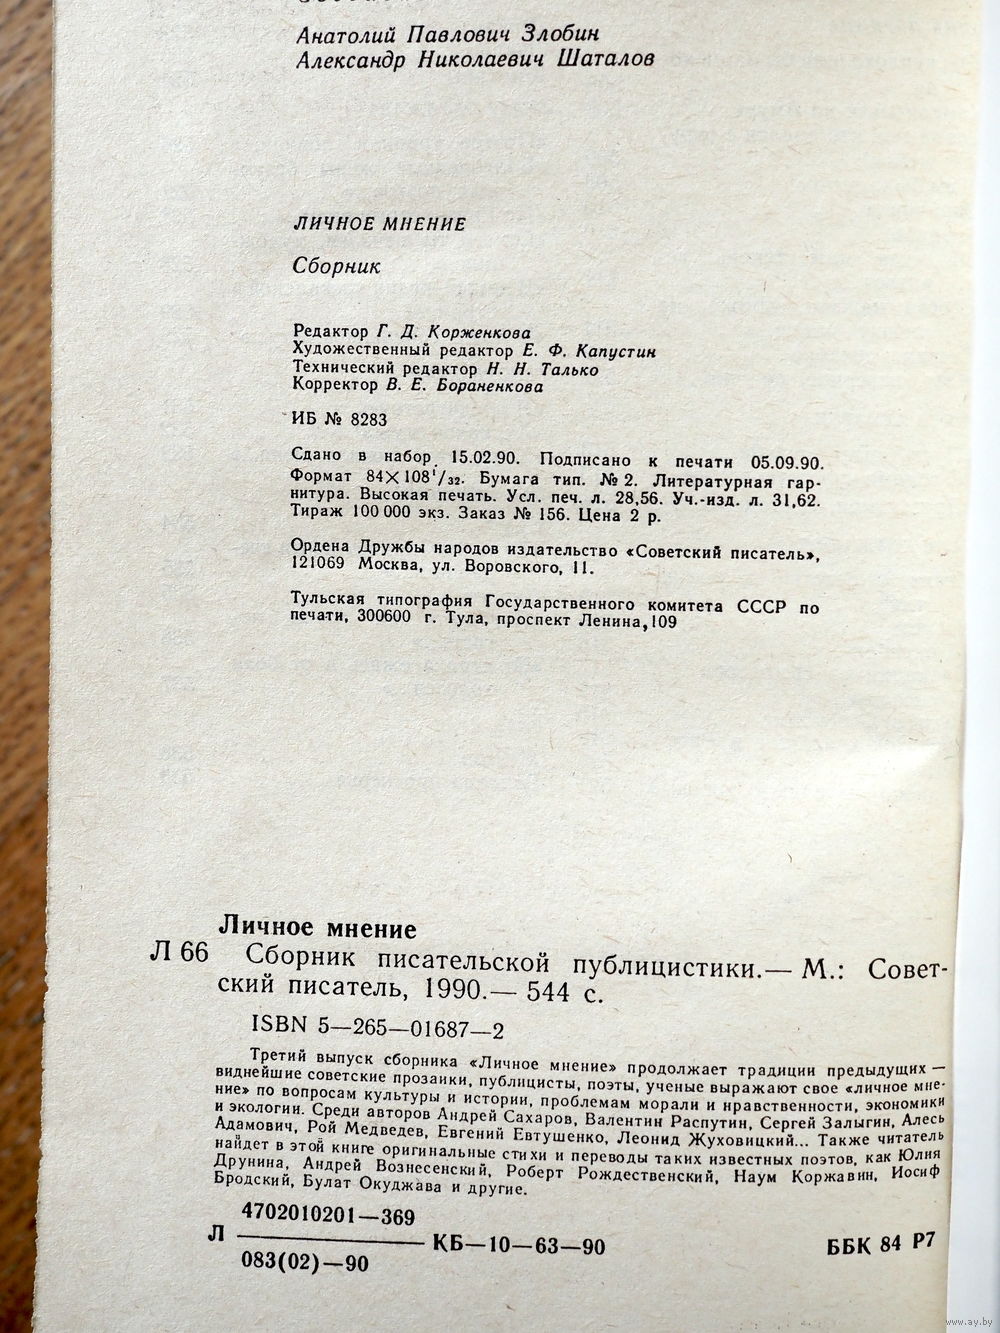 Анатолий Павлович Злобин
Александр Николаевич Шаталов
ЛИЧНОЕ МНЕНИЕ
Сборник
Редактор Г. Д. Корженкова
Художественный редактор Е. Ф. Капустин
Технический редактор Н. Н. Талько
Корректор В. Е. Бораненкова
ИБ № 8283
Сдано в набор 15.02.90. Подписано к печати 05.09.90.
Формат 84×108¹/₃₂. Бумага тип. № 2. Литературная гар-
нитура. Высокая печать. Усл. печ. л. 28,56. Уч.-изд. л. 31,62.
Тираж 100 000 экз. Заказ № 156. Цена 2 р.
Ордена Дружбы народов издательство «Советский писатель»,
121069 Москва, ул. Воровского, 11.
Тульская типография Государственного комитета СССР по
печати, 300600 г. Тула, проспект Ленина, 109
Личное мнение
Л 66 Сборник писательской публицистики.— М.: Совет-
ский писатель, 1990.— 544 с.
ISBN 5—265—01687—2
Третий выпуск сборника «Личное мнение» продолжает традиции предыдущих —
виднейшие советские прозаики, публицисты, поэты, ученые выражают свое «личное мне-
ние» по вопросам культуры и истории, проблемам морали и нравственности, экономики
и экологии. Среди авторов Андрей Сахаров, Валентин Распутин, Сергей Залыгин, Алесь
Адамович, Рой Медведев, Евгений Евтушенко, Леонид Жуховицкий... Также читатель
найдет в этой книге оригинальные стихи и переводы таких известных поэтов, как Юлия
Друнина, Андрей Вознесенский, Роберт Рождественский, Наум Коржавин, Иосиф
Бродский, Булат Окуджава и другие.
4702010201—369
Л КБ—10—63—90 ББК 84 Р7
083(02)—90
www.ay.by